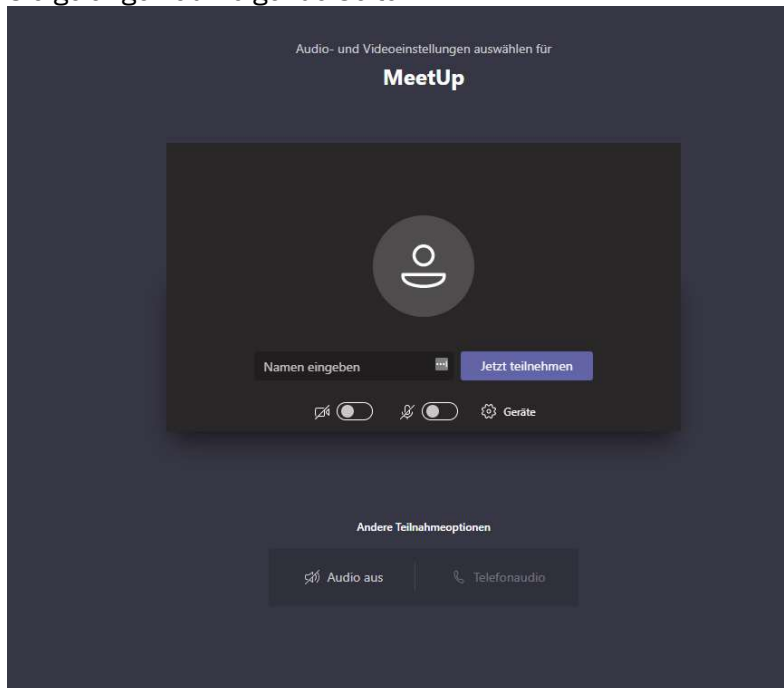 Audio- und Videoeinstellungen auswählen für
MeetUp
Namen eingeben
Jetzt teilnehmen
Geräte
Andere Teilnahmeoptionen
Audio aus
Telefonaudio